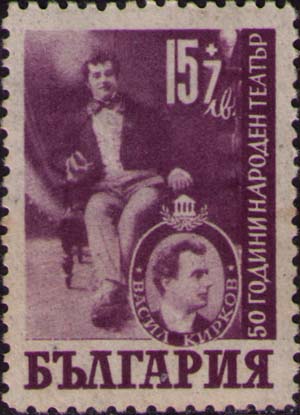 15+7
лв.
50 ГОДИНИ НАРОДЕН ТЕАТЪР
ВАСИЛ КИРКОВ
БЪЛГАРИЯ